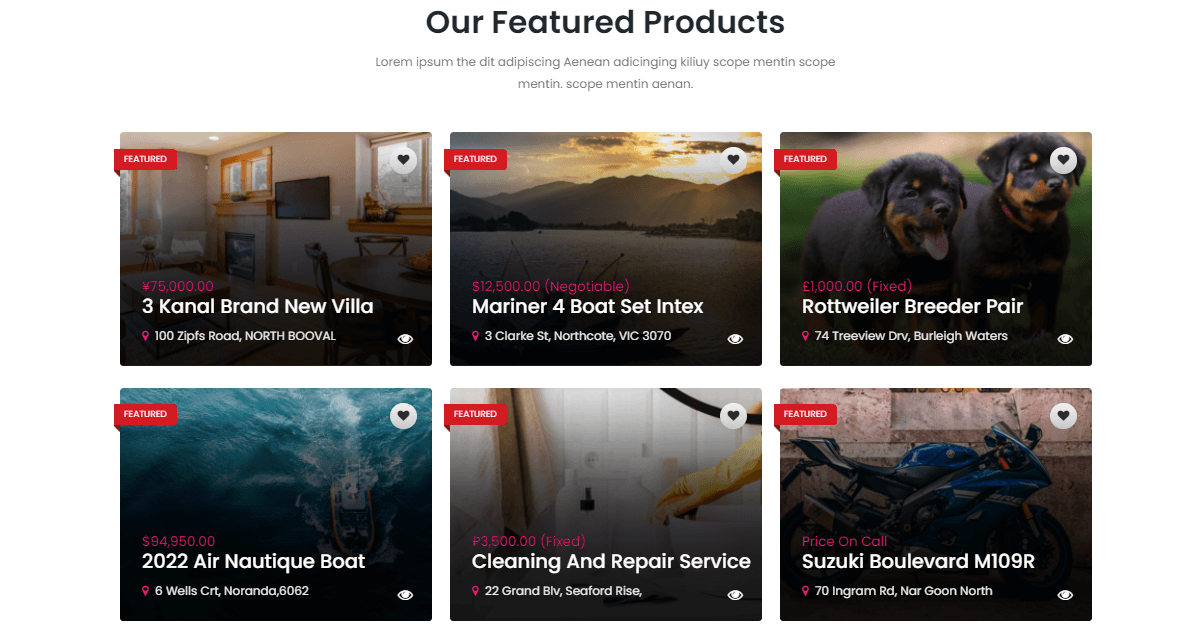 Our Featured Products
Lorem ipsum the dit adipiscing Aenean adicinging kiliuy scope mentin scope
mentin. scope mentin aenan.
FEATURED
¥75,000.00
3 Kanal Brand New Villa
100 Zipfs Road, NORTH BOOVAL
FEATURED
$12,500.00 (Negotiable)
Mariner 4 Boat Set Intex
3 Clarke St, Northcote, VIC 3070
FEATURED
£1,000.00 (Fixed)
Rottweiler Breeder Pair
74 Treeview Drv, Burleigh Waters
FEATURED
$94,950.00
2022 Air Nautique Boat
6 Wells Crt, Noranda,6062
FEATURED
₽3,500.00 (Fixed)
Cleaning And Repair Service
22 Grand Blv, Seaford Rise,
FEATURED
Price On Call
Suzuki Boulevard M109R
70 Ingram Rd, Nar Goon North